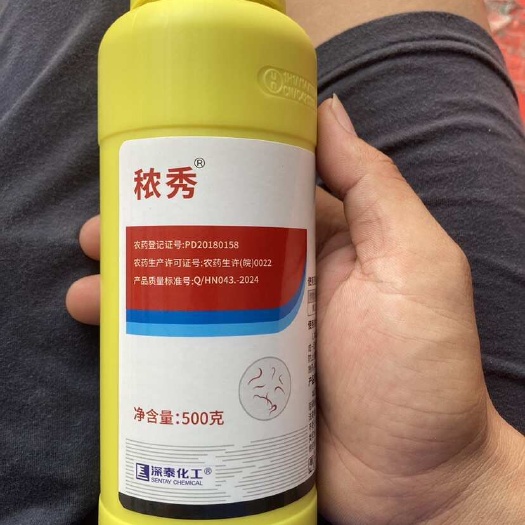 秾秀®
农药登记证号:PD20180158
农药生产许可证号:农药生许(皖)0022
产品质量标准号:Q/HN043.-2024
净含量:500克
深泰化工®
SENTAY CHEMICAL